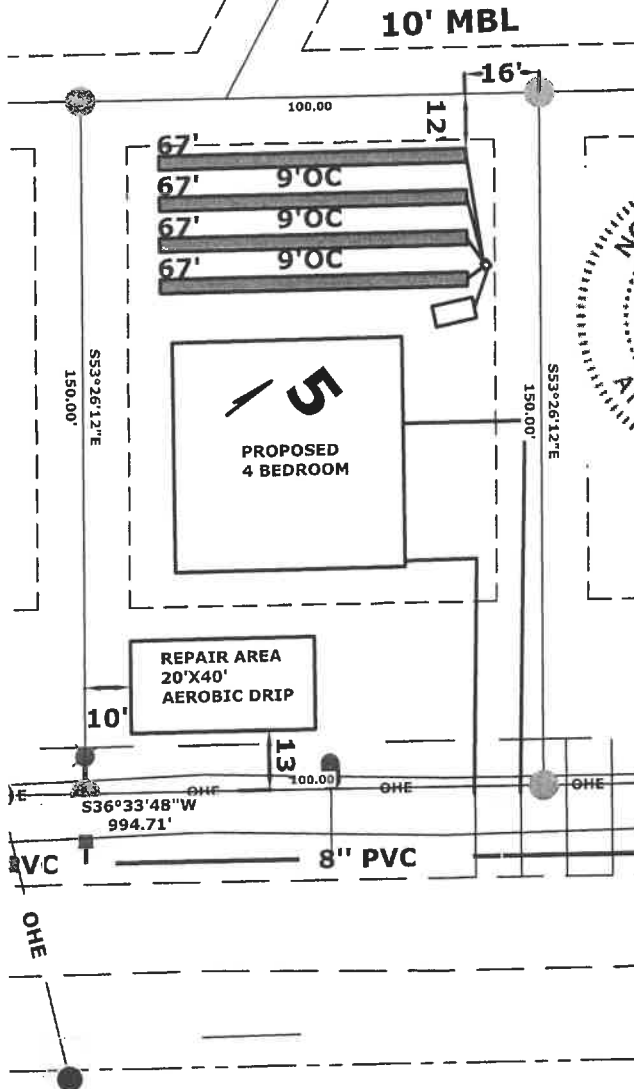 10' MBL
16'
100.00
12'
67'
9'OC
67'
9'OC
67'
9'OC
67'
S53°26'12"E
150.00'
S53°26'12"E
150.00'
5
PROPOSED
4 BEDROOM
REPAIR AREA
20'X40'
AEROBIC DRIP
10'
13
100.00
OHE
OHE
OHE
S36°33'48"W
994.71'
VC
8" PVC
OHE